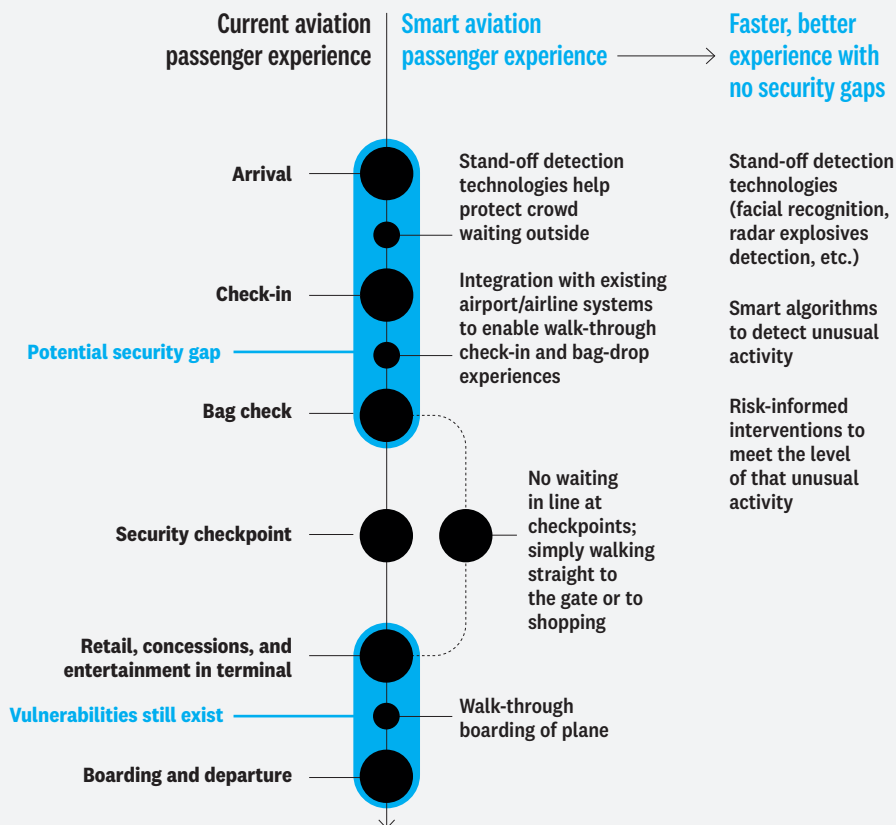 Current aviation
passenger experience
Smart aviation
passenger experience
Faster, better
experience with
no security gaps
Arrival
Stand-off detection
technologies help
protect crowd
waiting outside
Check-in
Integration with existing
airport/airline systems
to enable walk-through
check-in and bag-drop
experiences
Potential security gap
Bag check
Security checkpoint
No waiting
in line at
checkpoints;
simply walking
straight to
the gate or to
shopping
Retail, concessions, and
entertainment in terminal
Vulnerabilities still exist
Walk-through
boarding of plane
Boarding and departure
Stand-off detection
technologies
(facial recognition,
radar explosives
detection, etc.)
Smart algorithms
to detect unusual
activity
Risk-informed
interventions to
meet the level
of that unusual
activity